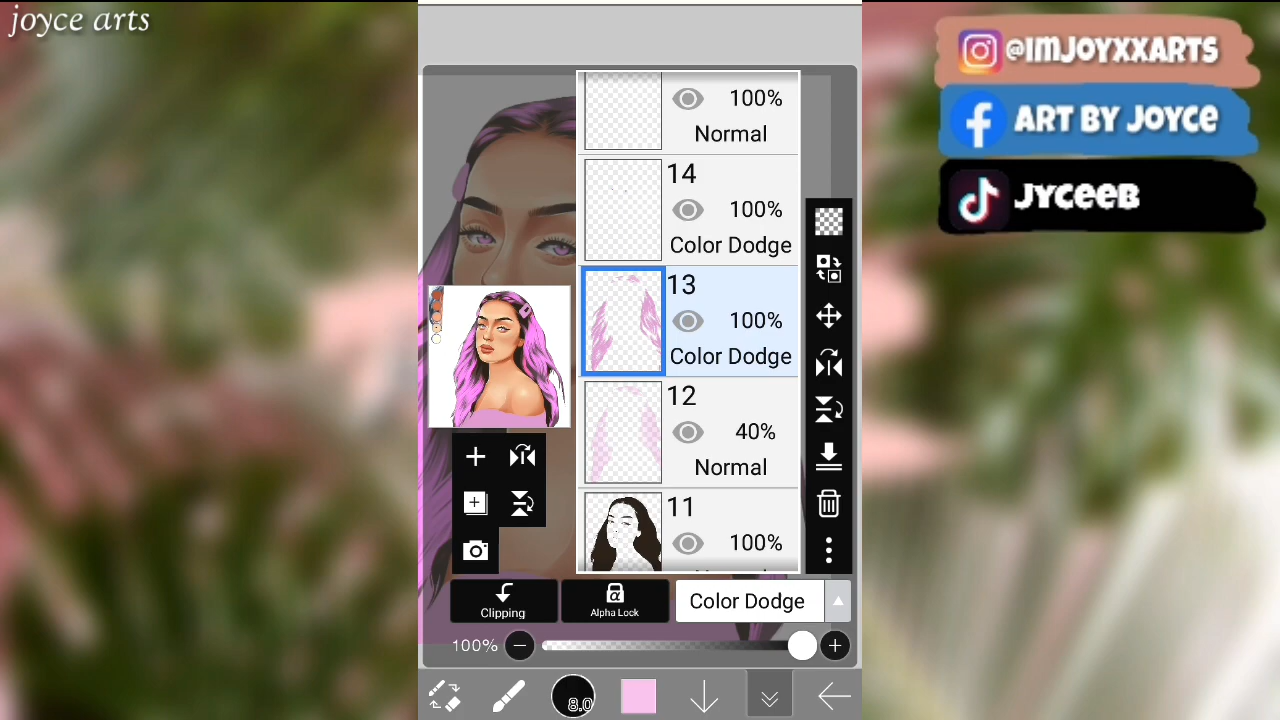 joyce arts
@IMJOYXXARTS
ART BY JOYCE
JYCEEB
100%
Normal
14
100%
Color Dodge
13
100%
Color Dodge
12
40%
Normal
11
100%
Clipping
α
Alpha Lock
Color Dodge
100%
8.0